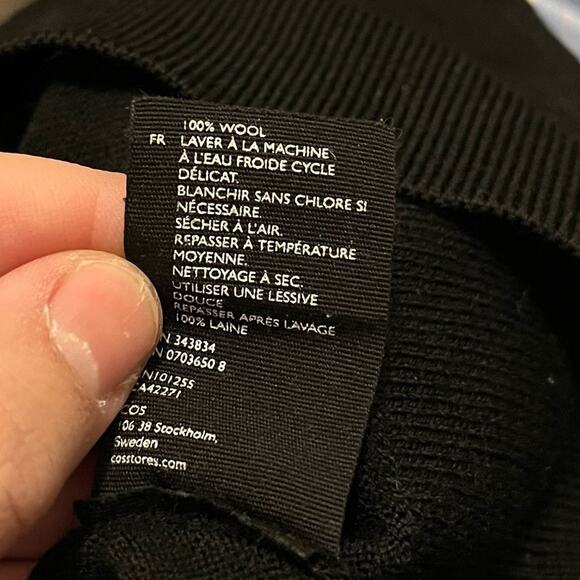 100% WOOL
FR LAVER À LA MACHINE
À L'EAU FROIDE CYCLE
DÉLICAT.
BLANCHIR SANS CHLORE SI
NÉCESSAIRE.
SÉCHER À L'AIR.
REPASSER À TEMPÉRATURE
MOYENNE.
NETTOYAGE À SEC.
UTILISER UNE LESSIVE
DOUCE
REPASSER APRÈS LAVAGE
100% LAINE
N 343834
N 0703650 8
N101255
CA42271
COS
106 38 Stockholm,
Sweden
cosstores.com